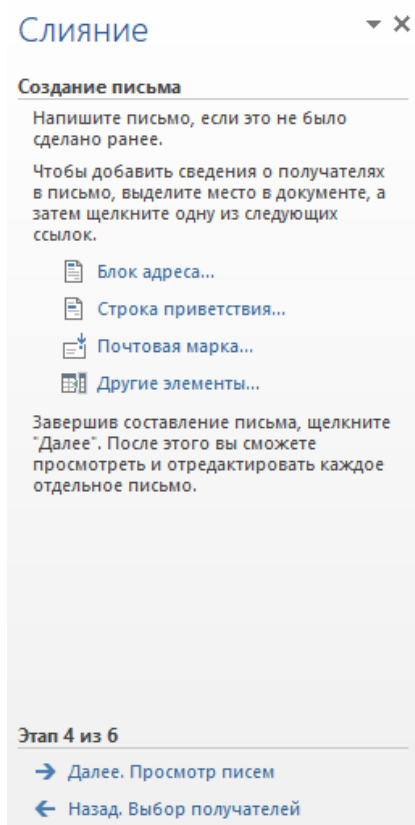 Слияние
Создание письма
Напишите письмо, если это не было
сделано ранее.
Чтобы добавить сведения о получателях
в письмо, выделите место в документе, а
затем щелкните одну из следующих
ссылок.
Блок адреса...
Строка приветствия...
Почтовая марка...
Другие элементы...
Завершив составление письма, щелкните
"Далее". После этого вы сможете
просмотреть и отредактировать каждое
отдельное письмо.
Этап 4 из 6
Далее. Просмотр писем
Назад. Выбор получателей